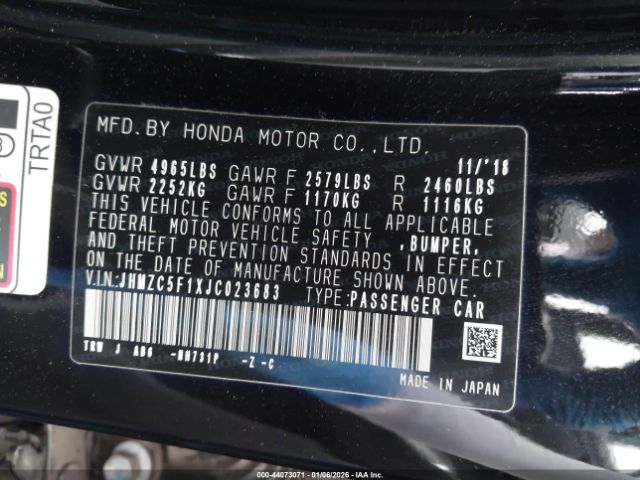 TRTA0
MFD. BY HONDA MOTOR CO.,LTD.
11/'18
GVWR 4965LBS GAWR F 2579LBS R 2460LBS
GVWR 2252KG GAWR F 1170KG R 1116KG
THIS VEHICLE CONFORMS TO ALL APPLICABLE
FEDERAL MOTOR VEHICLE SAFETY ,BUMPER,
AND THEFT PREVENTION STANDARDS IN EFFECT
ON THE DATE OF MANUFACTURE SHOWN ABOVE.
VIN:JHMZC5F1XJC023683 TYPE:PASSENGER CAR
J -NH731P -Z -C
MADE IN JAPAN
000-44073071 | 01/06/2026 -